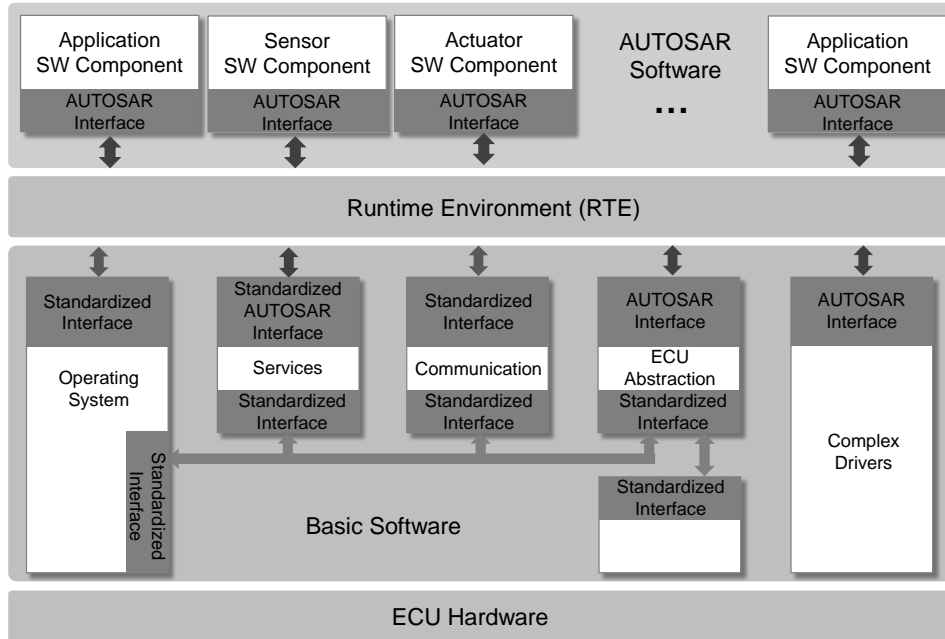 Application
SW Component
AUTOSAR
Interface
Sensor
SW Component
AUTOSAR
Interface
Actuator
SW Component
AUTOSAR
Interface
AUTOSAR
Software
...
Application
SW Component
AUTOSAR
Interface
Runtime Environment (RTE)
Standardized
Interface
Operating
System
Standardized
Interface
Standardized
AUTOSAR
Interface
Services
Standardized
Interface
Standardized
Interface
Communication
Standardized
Interface
AUTOSAR
Interface
ECU
Abstraction
Standardized
Interface
Standardized
Interface
AUTOSAR
Interface
Complex
Drivers
Basic Software
ECU Hardware